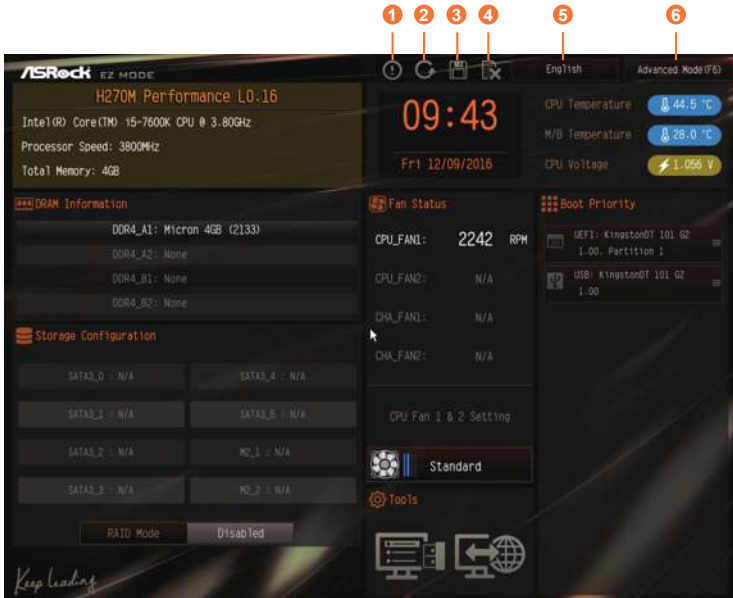 1 2 3 4 5 6
ASRock EZ MODE
English
Advanced Mode(F6)
H270M Performance L0.16
Intel(R) Core(TM) i5-7600K CPU @ 3.80GHz
Processor Speed: 3800MHz
Total Memory: 4GB
09:43
Fri 12/09/2016
CPU Temperature 44.5 °C
M/B Temperature 28.0 °C
CPU Voltage 1.056 V
DRAM Information
DDR4_A1: Micron 4GB (2133)
DDR4_A2: None
DDR4_B1: None
DDR4_B2: None
Storage Configuration
SATA3_0 : N/A SATA3_4 : N/A
SATA3_1 : N/A SATA3_5 : N/A
SATA3_2 : N/A M2_1 : N/A
SATA3_3 : N/A M2_2 : N/A
RAID Mode Disabled
Keep Leading
Fan Status
CPU_FAN1: 2242 RPM
CPU_FAN2: N/A
CHA_FAN1: N/A
CHA_FAN2: N/A
CPU Fan 1 & 2 Setting
Standard
Tools
Boot Priority
UEFI: KingstonDT 101 G2
1.00, Partition 1
USB: KingstonDT 101 G2
1.00